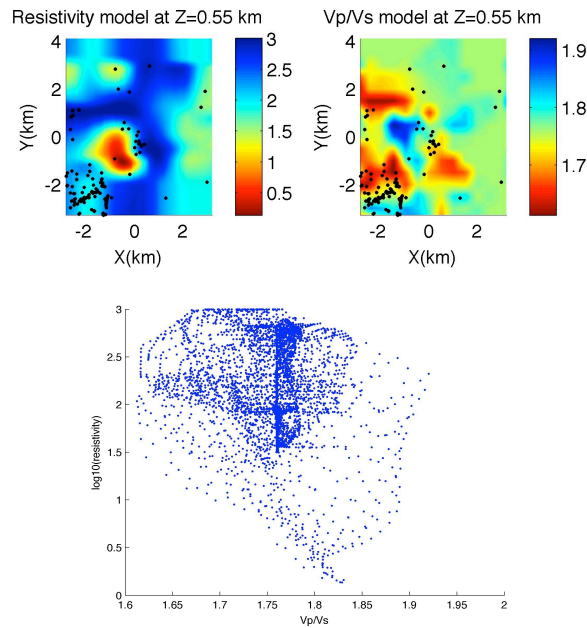 Resistivity model at Z=0.55 km
Vp/Vs model at Z=0.55 km
4
2
0
-2
Y(km)
-2 0 2
X(km)
3
2.5
2
1.5
1
0.5
4
2
0
-2
Y(km)
-2 0 2
X(km)
1.9
1.8
1.7
3
2.5
2
1.5
1
0.5
0
log10(resistivity)
1.6 1.65 1.7 1.75 1.8 1.85 1.9 1.95 2
Vp/Vs